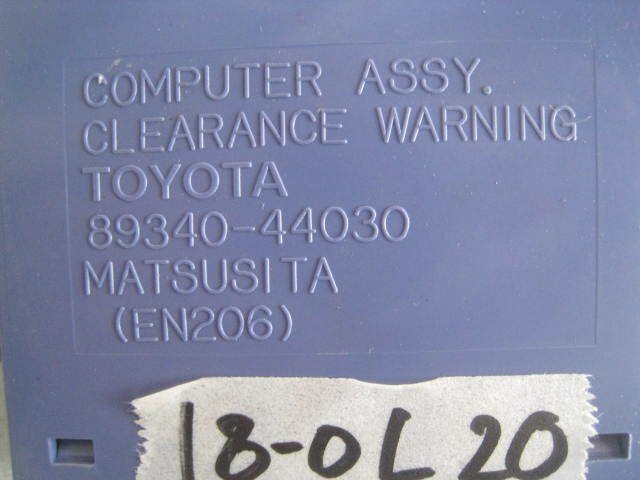 COMPUTER ASSY.
CLEARANCE WARNING
TOYOTA
89340-44030
MATSUSITA
(EN206)
18-0L20